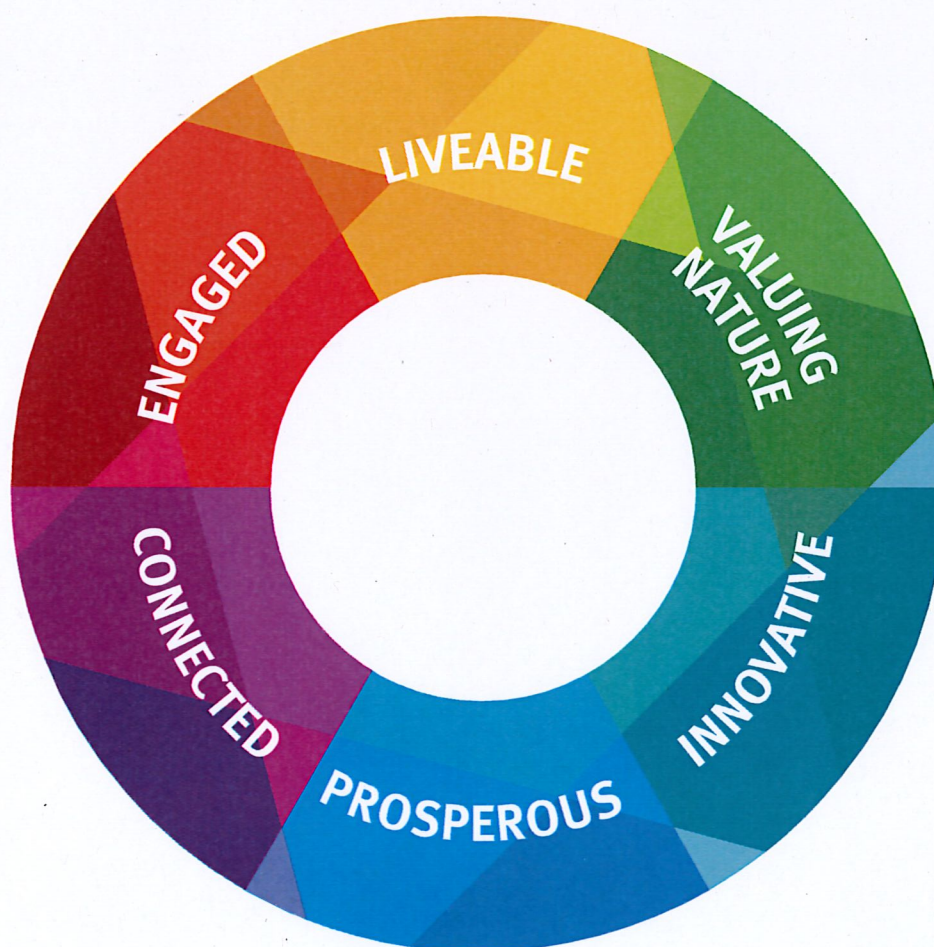 LIVEABLE
VALUING
NATURE
INNOVATIVE
PROSPEROUS
CONNECTED
ENGAGED